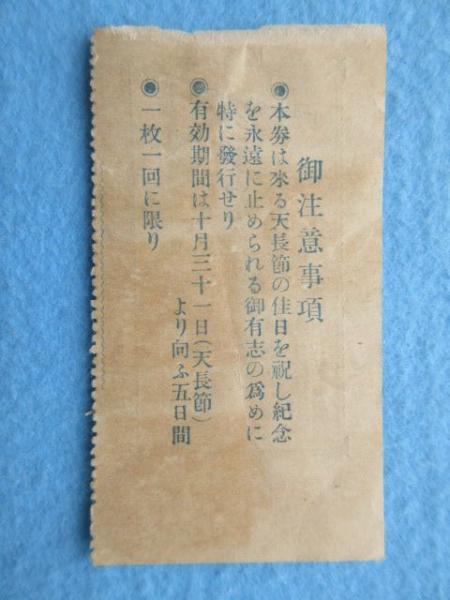 御注意事項
◉本券は来る天長節の佳日を祝し紀念
を永遠に止められる御有志の為めに
特に發行せり
◉有効期間は十月三十一日(天長節)
より向ふ五日間
◉一枚一回に限り